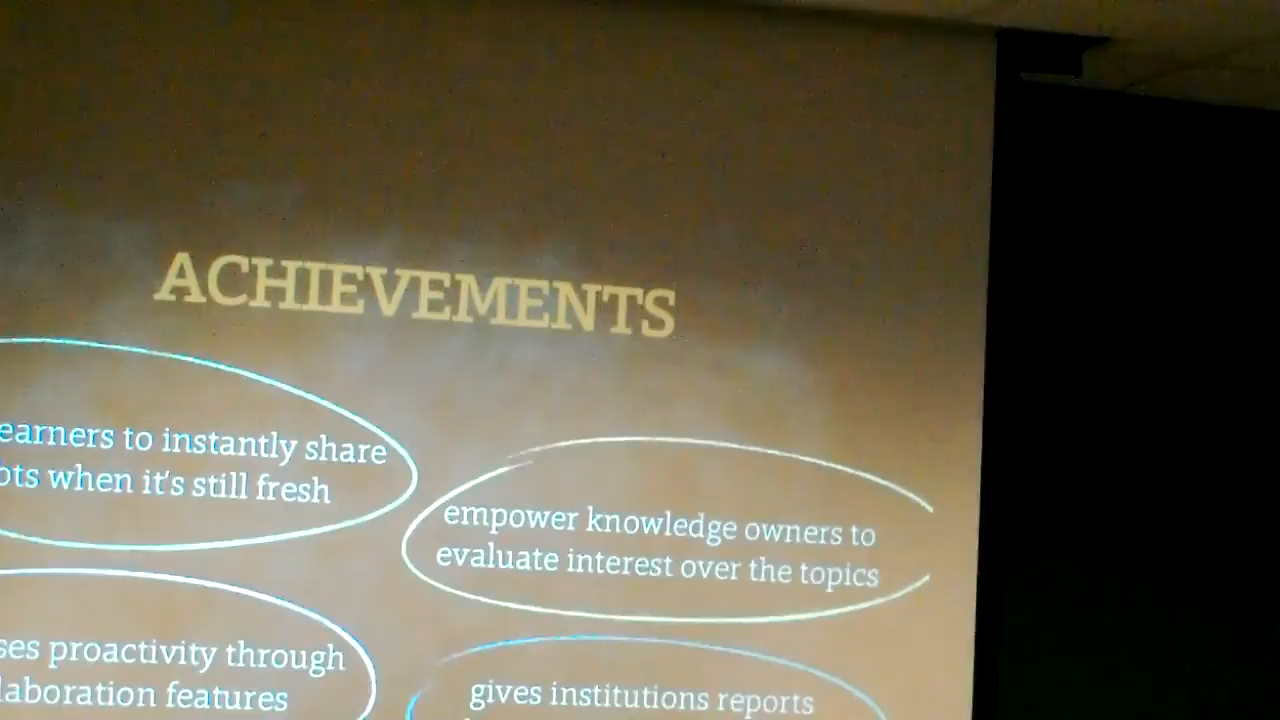 ACHIEVEMENTS
earners to instantly share
ots when it's still fresh
empower knowledge owners to
evaluate interest over the topics
ses proactivity through
laboration features
gives institutions reports